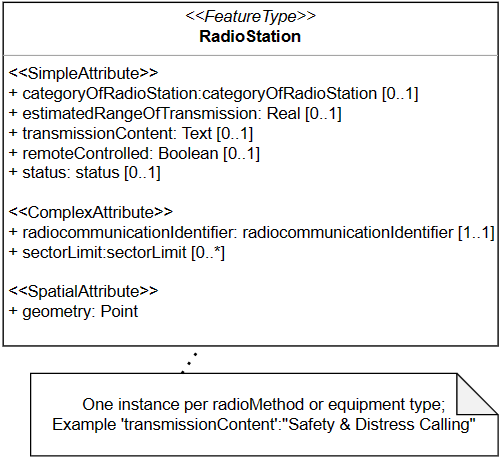 <<FeatureType>>
RadioStation
<<SimpleAttribute>>
+ categoryOfRadioStation:categoryOfRadioStation [0..1]
+ estimatedRangeOfTransmission: Real [0..1]
+ transmissionContent: Text [0..1]
+ remoteControlled: Boolean [0..1]
+ status: status [0..1]
<<ComplexAttribute>>
+ radiocommunicationIdentifier: radiocommunicationIdentifier [1..1]
+ sectorLimit:sectorLimit [0..*]
<<SpatialAttribute>>
+ geometry: Point
One instance per radioMethod or equipment type;
Example 'transmissionContent':"Safety & Distress Calling"